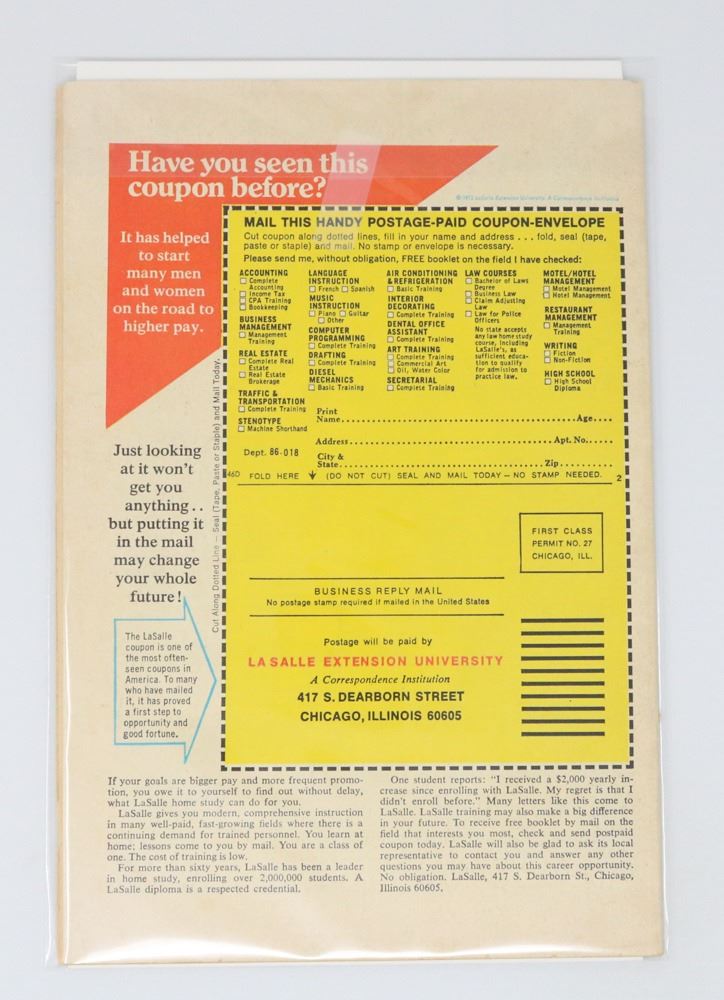 Have you seen this
coupon before?
© 1972 LaSalle Extension University, A Correspondence Institution
It has helped
to start
many men
and women
on the road to
higher pay.
MAIL THIS HANDY POSTAGE-PAID COUPON-ENVELOPE
Cut coupon along dotted lines, fill in your name and address . . . fold, seal (tape,
paste or staple) and mail. No stamp or envelope is necessary.
Please send me, without obligation, FREE booklet on the field I have checked:
ACCOUNTING
☐ Complete
Accounting
☐ Income Tax
☐ CPA Training
☐ Bookkeeping
BUSINESS
MANAGEMENT
☐ Management
Training
REAL ESTATE
☐ Complete Real
Estate
☐ Real Estate
Brokerage
TRAFFIC &
TRANSPORTATION
☐ Complete Training
STENOTYPE
☐ Machine Shorthand
LANGUAGE
INSTRUCTION
☐ French ☐ Spanish
MUSIC
INSTRUCTION
☐ Piano ☐ Guitar
☐ Other
COMPUTER
PROGRAMMING
☐ Complete Training
DRAFTING
☐ Complete Training
DIESEL
MECHANICS
☐ Basic Training
AIR CONDITIONING
& REFRIGERATION
☐ Basic Training
INTERIOR
DECORATING
☐ Complete Training
DENTAL OFFICE
ASSISTANT
☐ Complete Training
ART TRAINING
☐ Complete Training
☐ Commercial Art
☐ Oil, Water Color
SECRETARIAL
☐ Complete Training
LAW COURSES
☐ Bachelor of Laws
Degree
☐ Business Law
☐ Claim Adjusting
Law
☐ Law for Police
Officers
No state accepts
any law home study
course, including
LaSalle's, as
sufficient educa-
tion to qualify
for admission to
practice law.
MOTEL/HOTEL
MANAGEMENT
☐ Motel Management
☐ Hotel Management
RESTAURANT
MANAGEMENT
☐ Management
Training
WRITING
☐ Fiction
☐ Non-Fiction
HIGH SCHOOL
☐ High School
Diploma
Print
Name.....Age....
Address.....Apt. No.....
Dept. 86-018
City &
State.....Zip.....
46D FOLD HERE ↓ (DO NOT CUT) SEAL AND MAIL TODAY — NO STAMP NEEDED. 2
Cut Along Dotted Line — Seal (Tape, Paste or Staple) and Mail Today.
Just looking
at it won't
get you
anything . .
but putting it
in the mail
may change
your whole
future!
The LaSalle
coupon is one of
the most often-
seen coupons in
America. To many
who have mailed
it, it has proved
a first step to
opportunity and
good fortune.
FIRST CLASS
PERMIT NO. 27
CHICAGO, ILL.
BUSINESS REPLY MAIL
No postage stamp required if mailed in the United States
Postage will be paid by
LA SALLE EXTENSION UNIVERSITY
A Correspondence Institution
417 S. DEARBORN STREET
CHICAGO, ILLINOIS 60605
If your goals are bigger pay and more frequent promo-
tion, you owe it to yourself to find out without delay,
what LaSalle home study can do for you.
LaSalle gives you modern, comprehensive instruction
in many well-paid, fast-growing fields where there is a
continuing demand for trained personnel. You learn at
home; lessons come to you by mail. You are a class of
one. The cost of training is low.
For more than sixty years, LaSalle has been a leader
in home study, enrolling over 2,000,000 students. A
LaSalle diploma is a respected credential.
One student reports: "I received a $2,000 yearly in-
crease since enrolling with LaSalle. My regret is that I
didn't enroll before." Many letters like this come to
LaSalle. LaSalle training may also make a big difference
in your future. To receive free booklet by mail on the
field that interests you most, check and send postpaid
coupon today. LaSalle will also be glad to ask its local
representative to contact you and answer any other
questions you may have about this career opportunity.
No obligation. LaSalle, 417 S. Dearborn St., Chicago,
Illinois 60605.